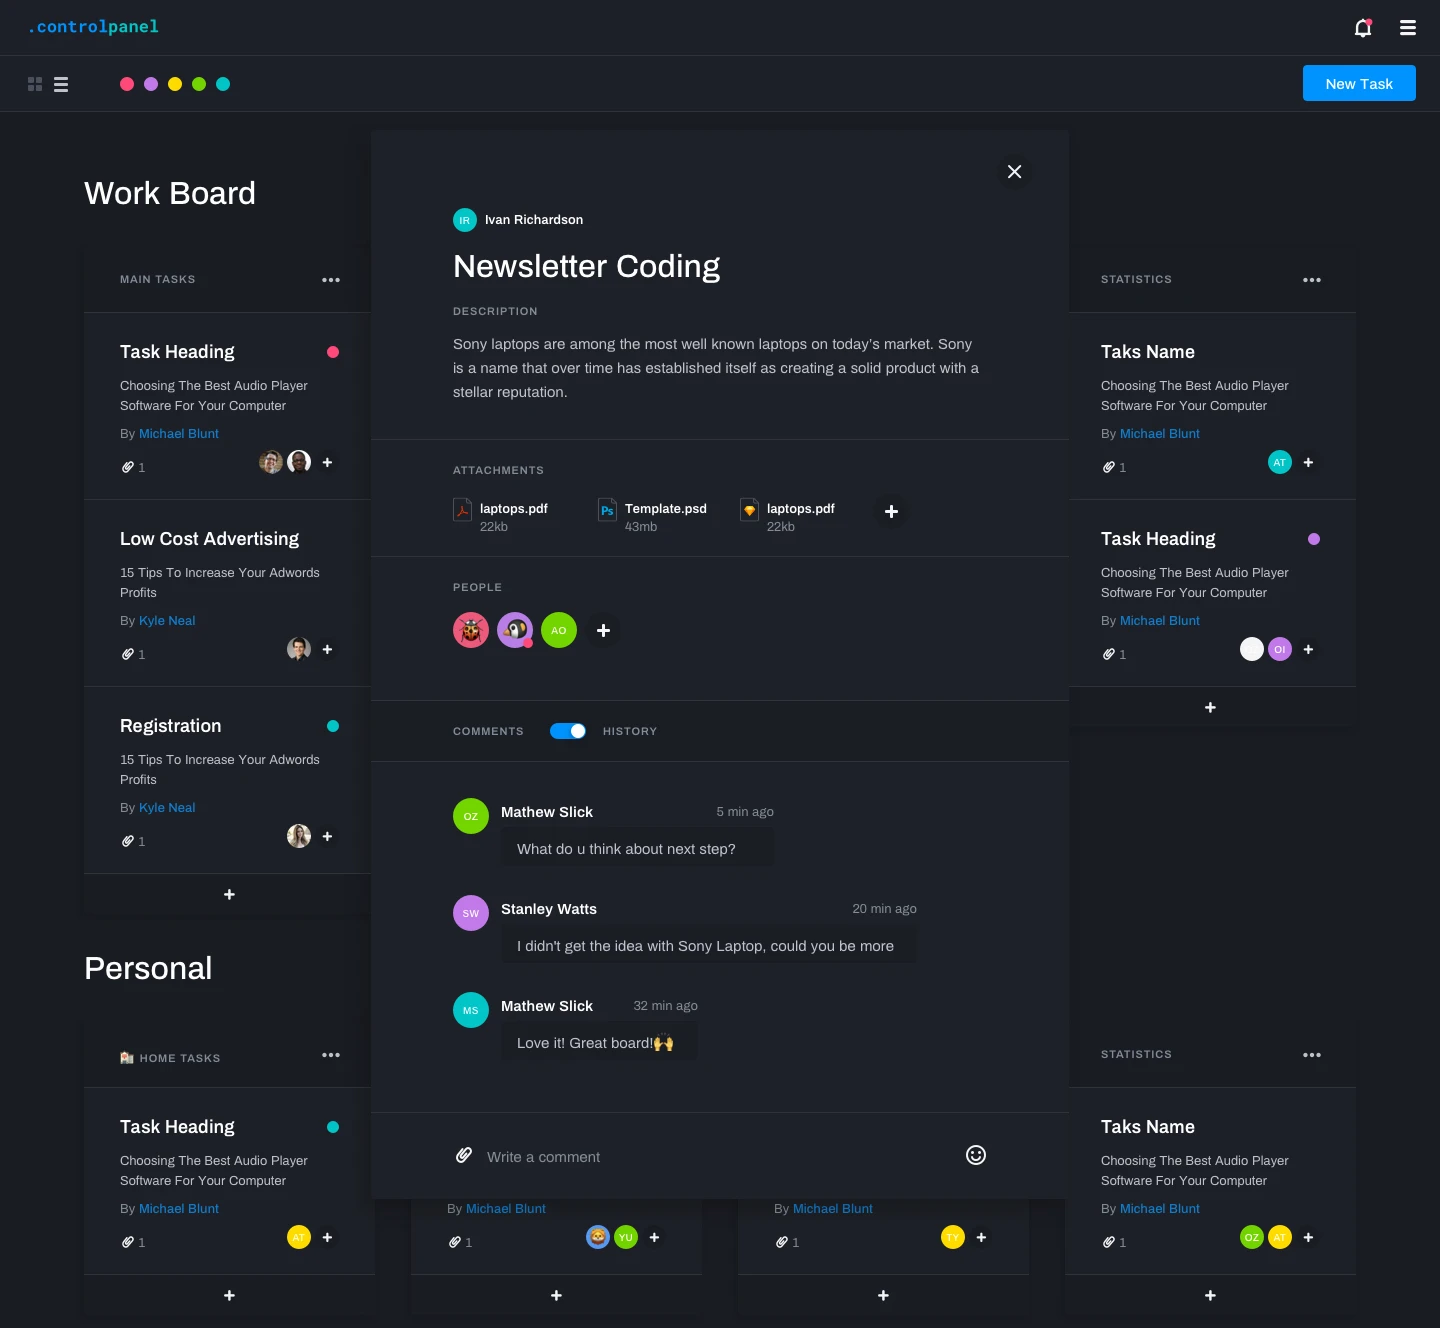 .controlpanel
New Task
Work Board
MAIN TASKS
Task Heading
Choosing The Best Audio Player
Software For Your Computer
By Michael Blunt
1
Low Cost Advertising
15 Tips To Increase Your Adwords
Profits
By Kyle Neal
1
Registration
15 Tips To Increase Your Adwords
Profits
By Kyle Neal
1
IR Ivan Richardson
Newsletter Coding
DESCRIPTION
Sony laptops are among the most well known laptops on today's market. Sony
is a name that over time has established itself as creating a solid product with a
stellar reputation.
ATTACHMENTS
laptops.pdf
22kb
Ps Template.psd
43mb
laptops.pdf
22kb
PEOPLE
AO
COMMENTS HISTORY
OZ Mathew Slick 5 min ago
What do u think about next step?
SW Stanley Watts 20 min ago
I didn't get the idea with Sony Laptop, could you be more
MS Mathew Slick 32 min ago
Love it! Great board!🙌
Write a comment
STATISTICS
Taks Name
Choosing The Best Audio Player
Software For Your Computer
By Michael Blunt
1 AT
Task Heading
Choosing The Best Audio Player
Software For Your Computer
By Michael Blunt
1 OI
Personal
HOME TASKS
Task Heading
Choosing The Best Audio Player
Software For Your Computer
By Michael Blunt
1 AT
By Michael Blunt
1 YU
By Michael Blunt
1 TY
STATISTICS
Taks Name
Choosing The Best Audio Player
Software For Your Computer
By Michael Blunt
1 OZ AT